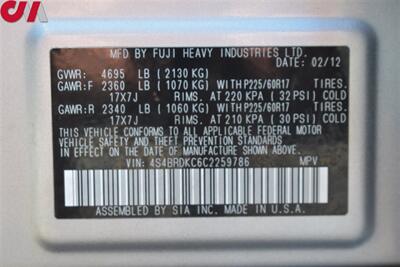 CIA
MFD BY FUJI HEAVY INDUSTRIES LTD.
DATE 02/12
GVWR: 4695 LB (2130 KG)
GAWR:F 2360 LB (1070 KG) WITH P225/60R17 TIRES.
17X7J RIMS. AT 220 KPA (32 PSI) COLD
GAWR:R 2340 LB (1060 KG) WITH P225/60R17 TIRES.
17X7J RIMS. AT 210 KPA (30 PSI) COLD
THIS VEHICLE CONFORMS TO ALL APPLICABLE
U.S. FEDERAL MOTOR VEHICLE SAFETY
AND THEFT PREVENTION STANDARDS
IN EFFECT ON THE DATE OF MANUFACTURE
SHOWN ABOVE.
VIN: 4S4BRDKC6C2259786 MPV
ASSEMBLED BY SIA INC. MADE IN U.S.A.